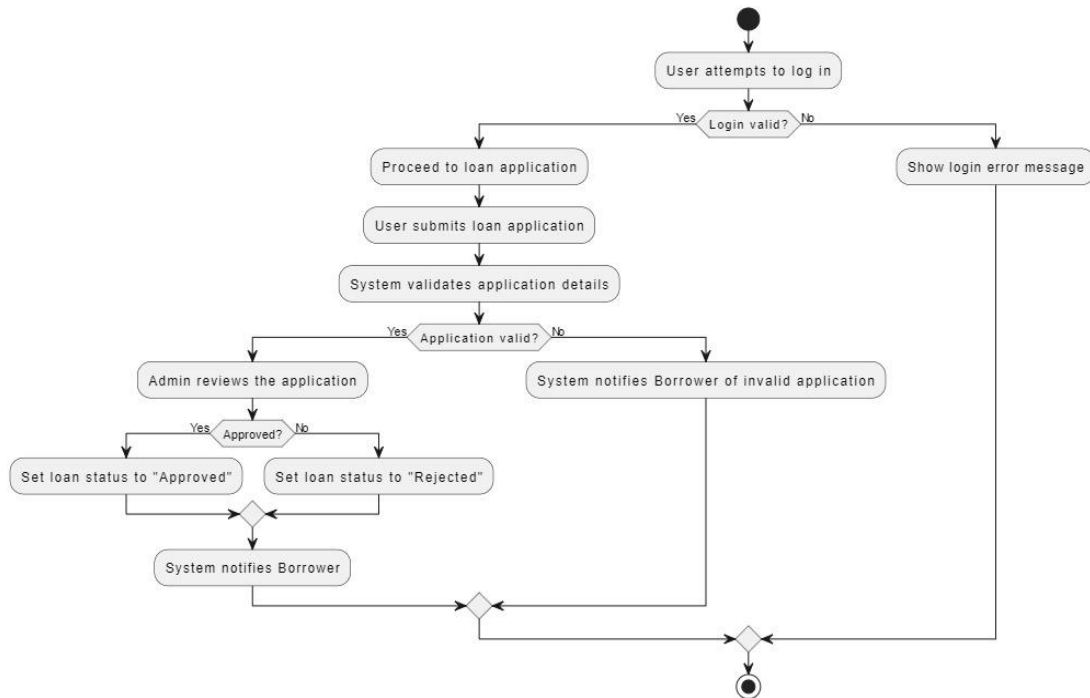 User attempts to log in
Yes
Login valid?
No
Proceed to loan application
Show login error message
User submits loan application
System validates application details
Yes
Application valid?
No
Admin reviews the application
System notifies Borrower of invalid application
Yes
Approved?
No
Set loan status to "Approved"
Set loan status to "Rejected"
System notifies Borrower